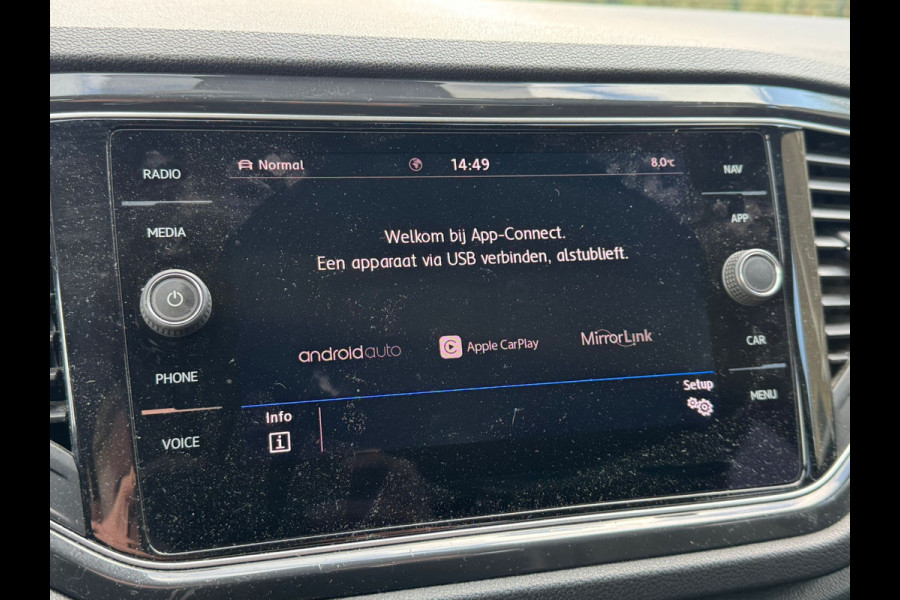 Normal 14:49 8.0°C
RADIO
MEDIA
PHONE
VOICE
Welkom bij App-Connect.
Een apparaat via USB verbinden, alstublieft.
androidauto Apple CarPlay MirrorLink
Info
i
Setup
NAV
APP
CAR
MENU